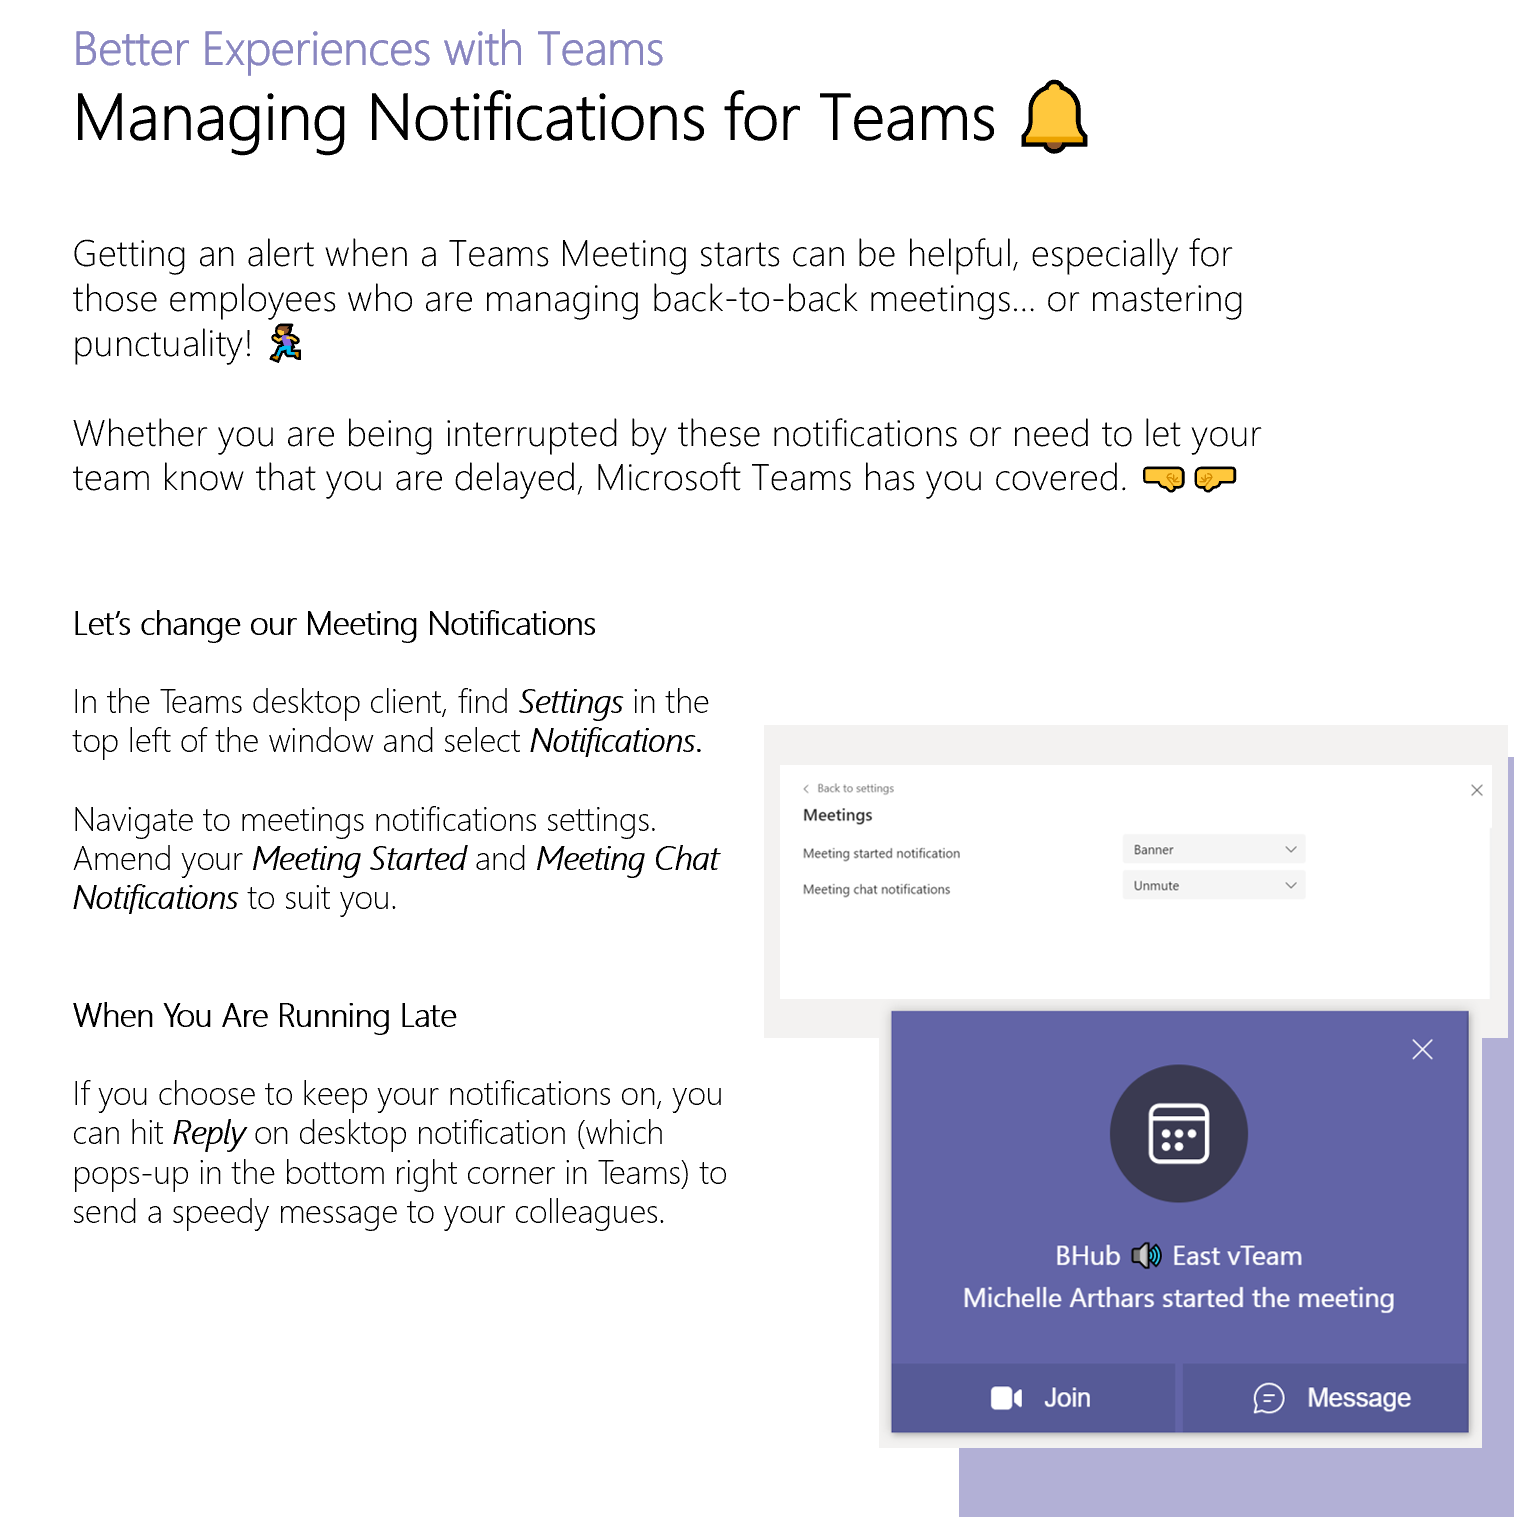 Better Experiences with Teams
Managing Notifications for Teams 🔔
Getting an alert when a Teams Meeting starts can be helpful, especially for
those employees who are managing back-to-back meetings... or mastering
punctuality! 🏃
Whether you are being interrupted by these notifications or need to let your
team know that you are delayed, Microsoft Teams has you covered. 🤜🤛
Let's change our Meeting Notifications
In the Teams desktop client, find Settings in the
top left of the window and select Notifications.
Navigate to meetings notifications settings.
Amend your Meeting Started and Meeting Chat
Notifications to suit you.
When You Are Running Late
If you choose to keep your notifications on, you
can hit Reply on desktop notification (which
pops-up in the bottom right corner in Teams) to
send a speedy message to your colleagues.
Back to settings
Meetings
Meeting started notification Banner
Meeting chat notifications Unmute
BHub 🔊 East vTeam
Michelle Arthars started the meeting
Join Message